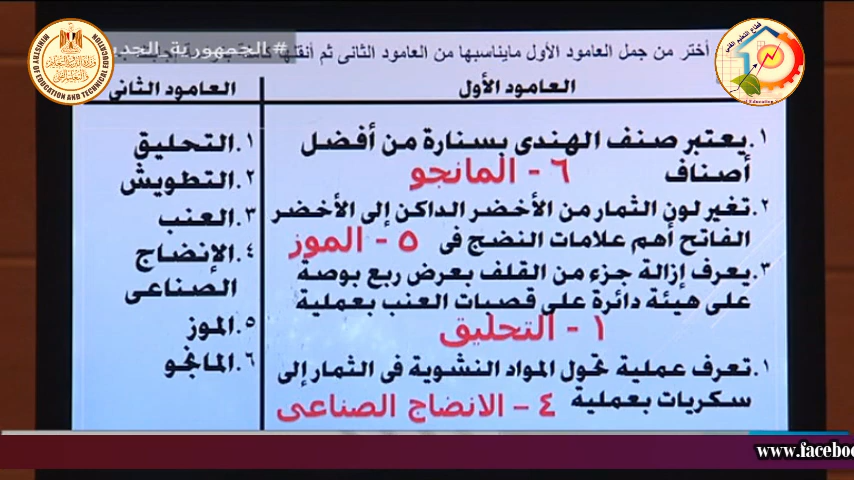 #الجمهورية_الجديدة
أختر من جمل العامود الأول مايناسبها من العامود الثانى ثم أنقلها
العامود الأول
العامود الثانى
١. يعتبر صنف الهندى بسنارة من أفضل
أصناف ٦ - المانجو
٢. تغير لون الثمار من الأخضر الداكن إلى الأخضر
الفاتح أهم علامات النضج فى ٥ - الموز
٣. يعرف إزالة جزء من القلف بعرض ربع بوصة
على هيئة دائرة على قصبات العنب بعملية
١ - التحليق
١. تعرف عملية تحول المواد النشوية فى الثمار إلى
سكريات بعملية ٤ – الانضاج الصناعى
١. التحليق
٢. التطويش
٣. العنب
٤. الإنضاج
الصناعى
٥. الموز
٦. المانجو
MINISTRY OF EDUCATION AND TECHNICAL EDUCATION
قطاع التعليم الفني
www.facebo